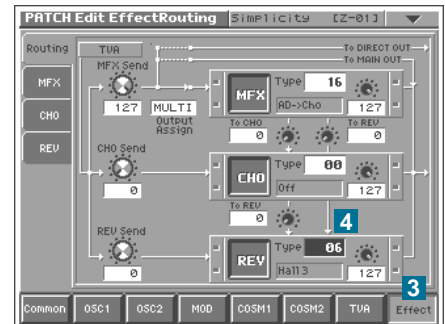 PATCH Edit EffectRouting Simplicity [Z-01]
Routing TVA To DIRECT OUT
MFX Send To MAIN OUT
MFX MFX Type 16
AD->Cho
127 MULTI 127
Output Assign To CHO To REV
0 0
CHO
CHO Send Type 00
CHO
REV Off
0 127
To REV
0
4
REV Send Type 06
REV
Hall3
0 127
3
Common OSC1 OSC2 MOD COSM1 COSM2 TVA Effect